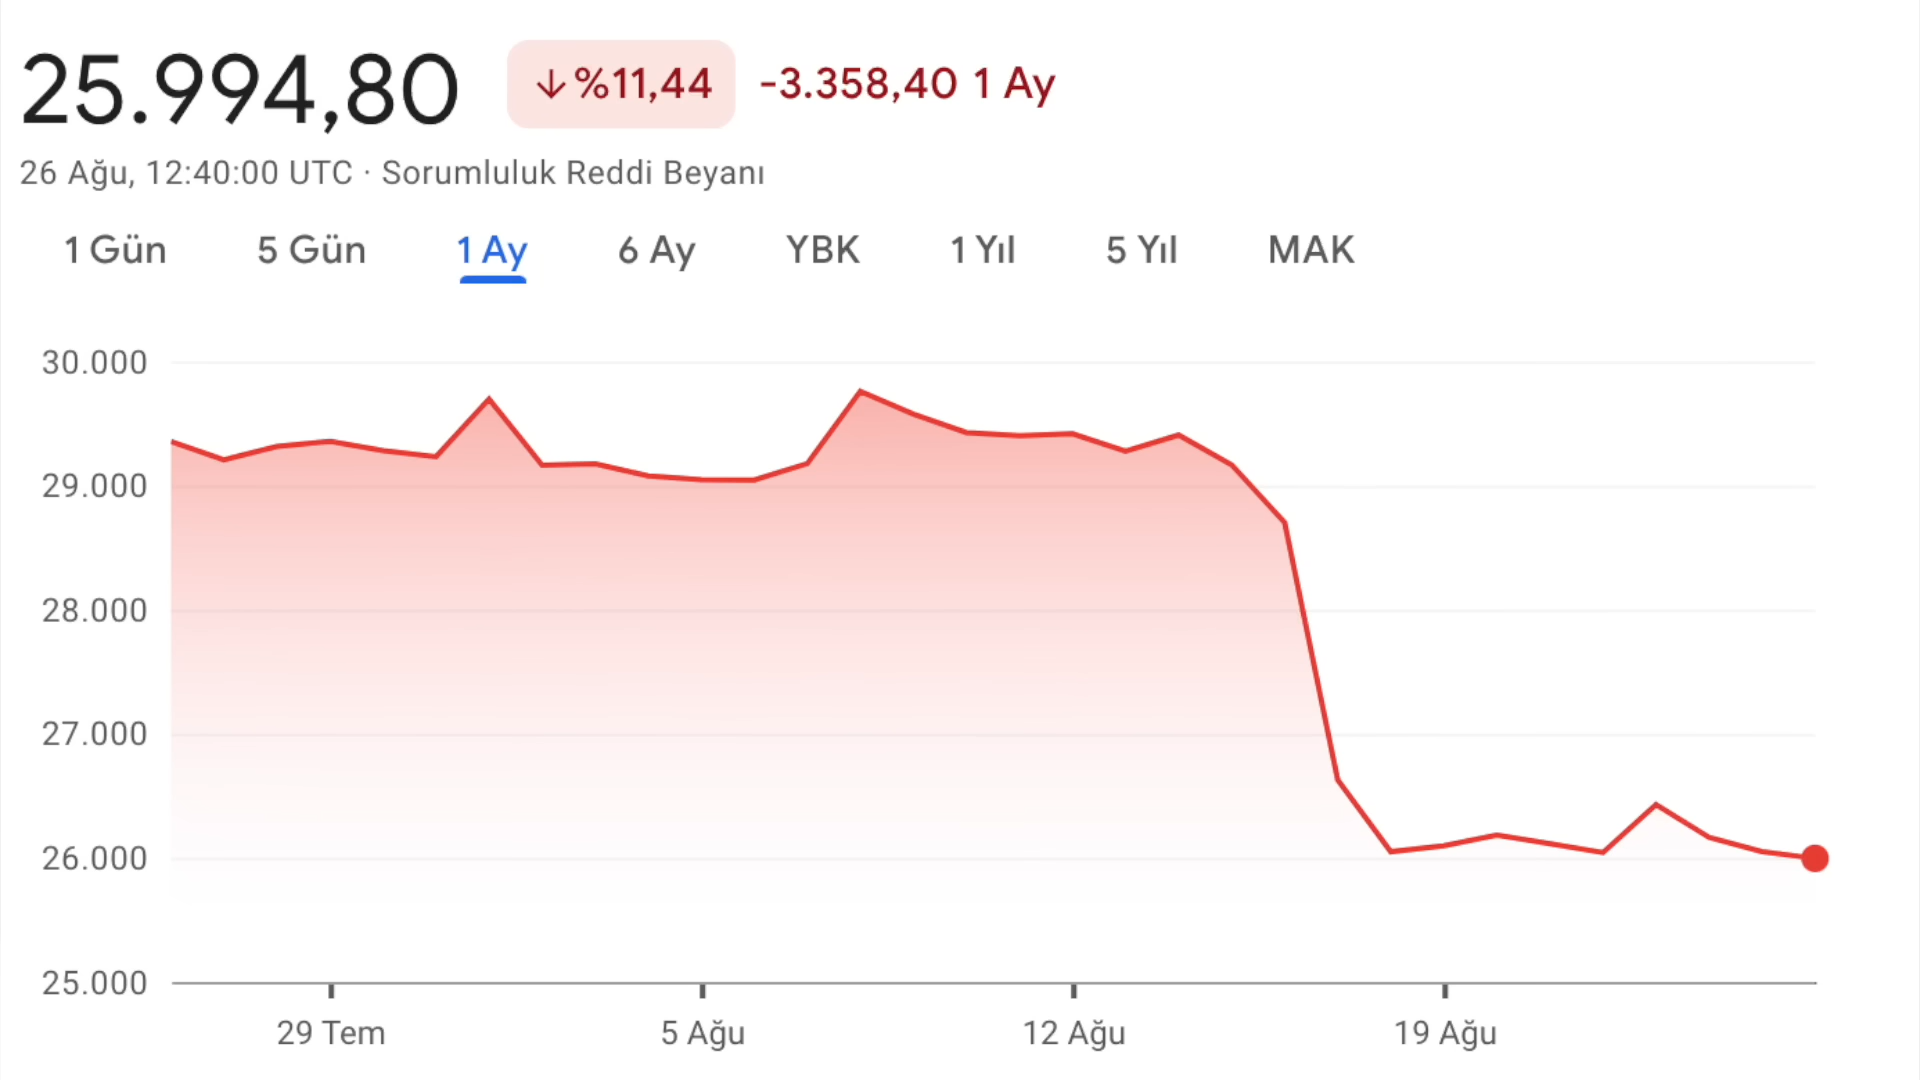 25.994,80 ↓%11,44 -3.358,40 1 Ay
26 Ağu, 12:40:00 UTC · Sorumluluk Reddi Beyanı
1 Gün 5 Gün 1 Ay 6 Ay YBK 1 Yıl 5 Yıl MAK
30.000
29.000
28.000
27.000
26.000
25.000
29 Tem 5 Ağu 12 Ağu 19 Ağu